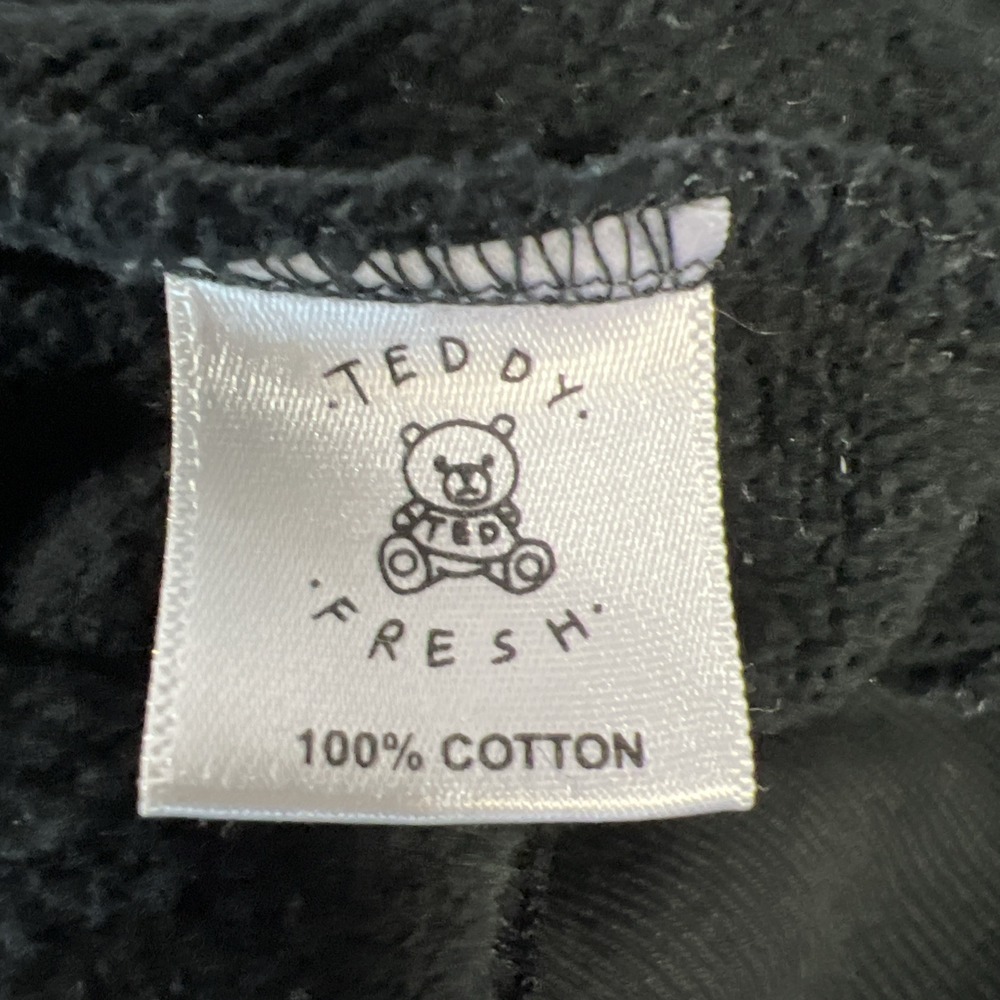 ·TEDDY·
TED
·FRESH·
100% COTTON